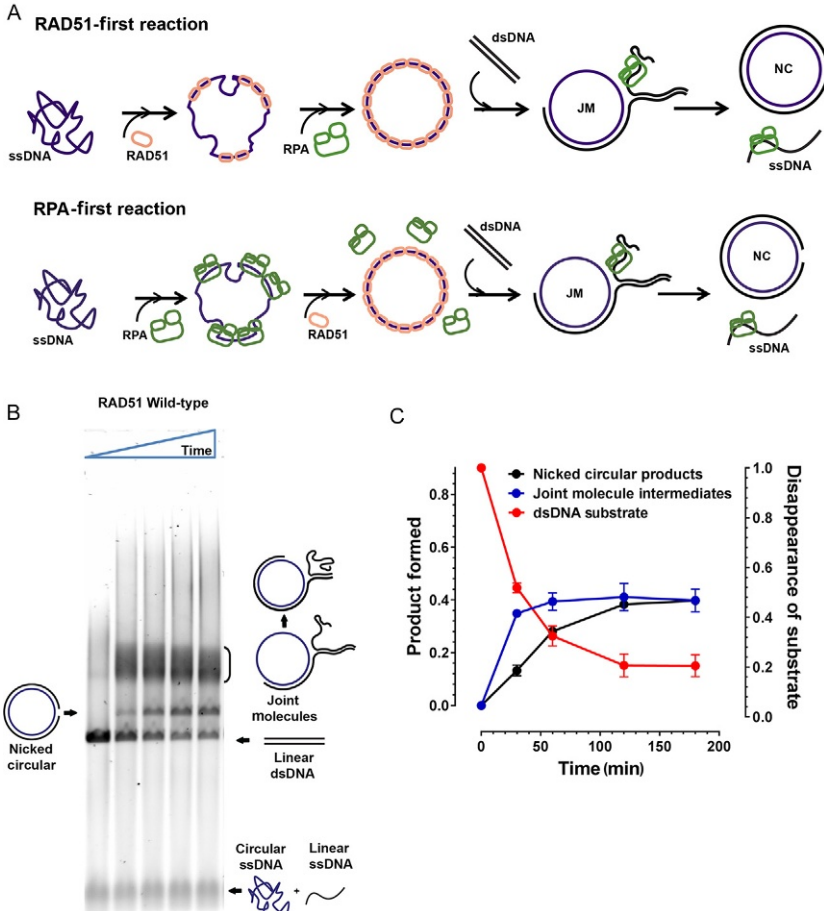 A
RAD51-first reaction
dsDNA
ssDNA
RAD51
RPA
JM
NC
ssDNA
RPA-first reaction
dsDNA
ssDNA
RPA
RAD51
JM
NC
ssDNA
B
RAD51 Wild-type
Time
Nicked
circular
Joint
molecules
Linear
dsDNA
Circular
ssDNA
+
Linear
ssDNA
C
Nicked circular products
Joint molecule intermediates
dsDNA substrate
Product formed
0.8
0.6
0.4
0.2
0.0
Disappearance of substrate
1.0
0.8
0.6
0.4
0.2
0.0
0 50 100 150 200
Time (min)